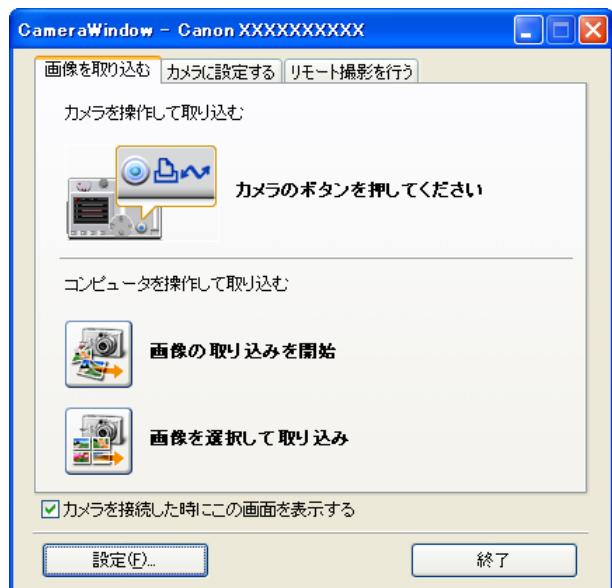 CameraWindow - Canon XXXXXXXXXX
画像を取り込む カメラに設定する リモート撮影を行う
カメラを操作して取り込む
カメラのボタンを押してください
コンピュータを操作して取り込む
画像の取り込みを開始
画像を選択して取り込み
カメラを接続した時にこの画面を表示する
設定(F)... 終了